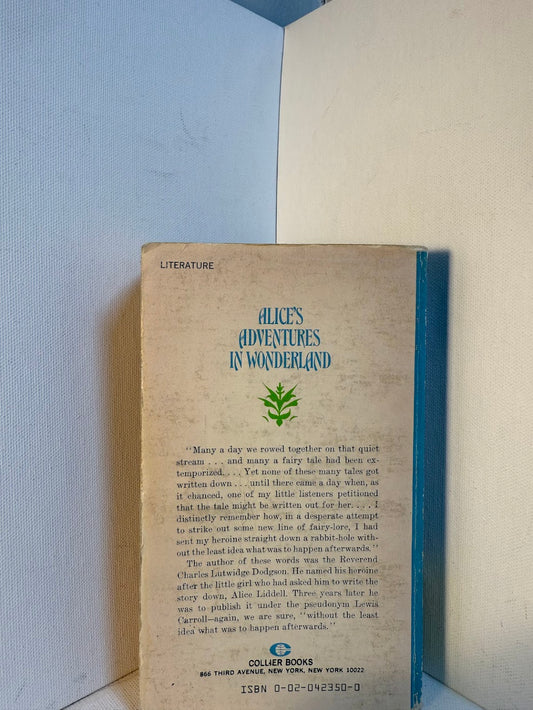 LITERATURE
ALICE'S
ADVENTURES
IN WONDERLAND
"Many a day we rowed together on that quiet
stream . . . and many a fairy tale had been ex-
temporized. . . . Yet none of these many tales got
written down . . . until there came a day when, as
it chanced, one of my little listeners petitioned
that the tale might be written out for her. . . . I
distinctly remember how, in a desperate attempt
to strike out some new line of fairy-lore, I had
sent my heroine straight down a rabbit-hole with-
out the least idea what was to happen afterwards."
The author of these words was the Reverend
Charles Lutwidge Dodgson. He named his heroine
after the little girl who had asked him to write the
story down, Alice Liddell. Three years later he
was to publish it under the pseudonym Lewis
Carroll—again, we are sure, "without the least
idea what was to happen afterwards."
COLLIER BOOKS
866 THIRD AVENUE, NEW YORK, NEW YORK 10022
ISBN 0-02-042350-0